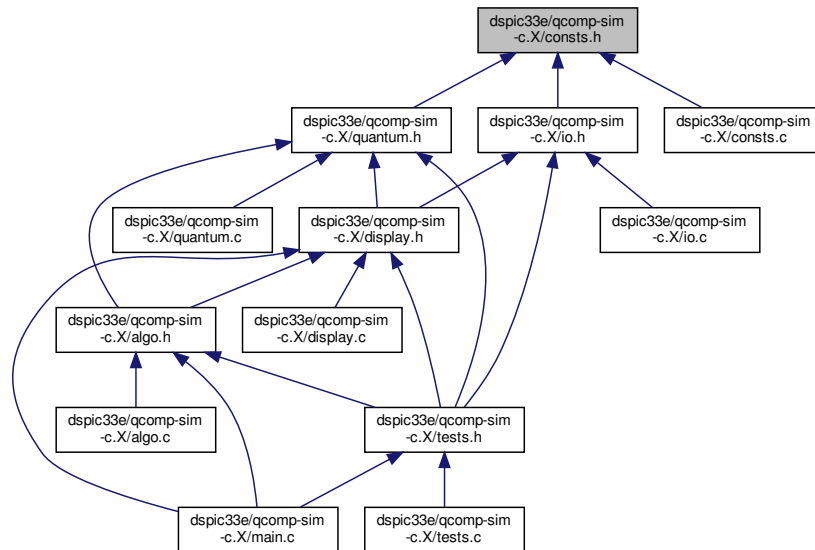 dspic33e/qcomp-sim
-c.X/consts.h
dspic33e/qcomp-sim
-c.X/quantum.h
dspic33e/qcomp-sim
-c.X/io.h
dspic33e/qcomp-sim
-c.X/consts.c
dspic33e/qcomp-sim
-c.X/quantum.c
dspic33e/qcomp-sim
-c.X/display.h
dspic33e/qcomp-sim
-c.X/io.c
dspic33e/qcomp-sim
-c.X/algo.h
dspic33e/qcomp-sim
-c.X/display.c
dspic33e/qcomp-sim
-c.X/algo.c
dspic33e/qcomp-sim
-c.X/tests.h
dspic33e/qcomp-sim
-c.X/main.c
dspic33e/qcomp-sim
-c.X/tests.c